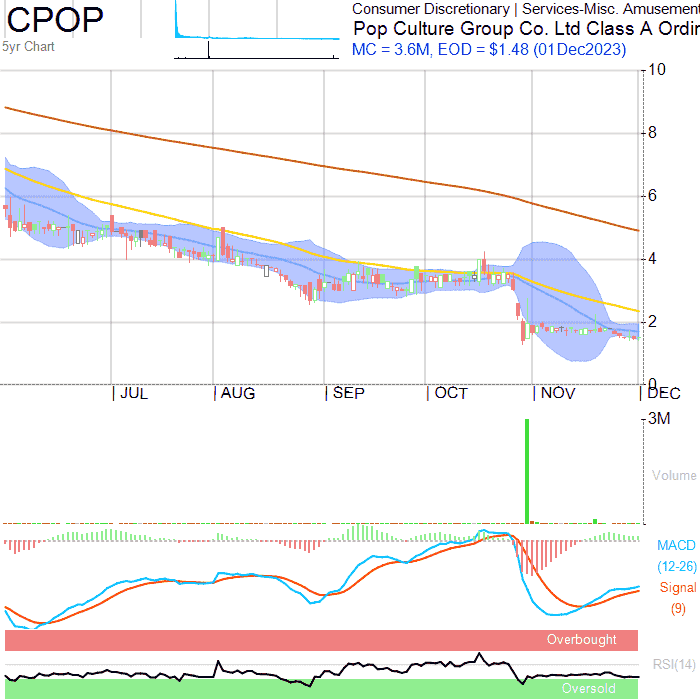 CPOP
5yr Chart
Consumer Discretionary | Services-Misc. Amusement
Pop Culture Group Co. Ltd Class A Ordin
MC = 3.6M, EOD = $1.48 (01Dec2023)
10
8
6
4
2
0
JUL AUG SEP OCT NOV DEC
3M
Volume
MACD
(12-26)
Signal
(9)
Overbought
RSI(14)
Oversold